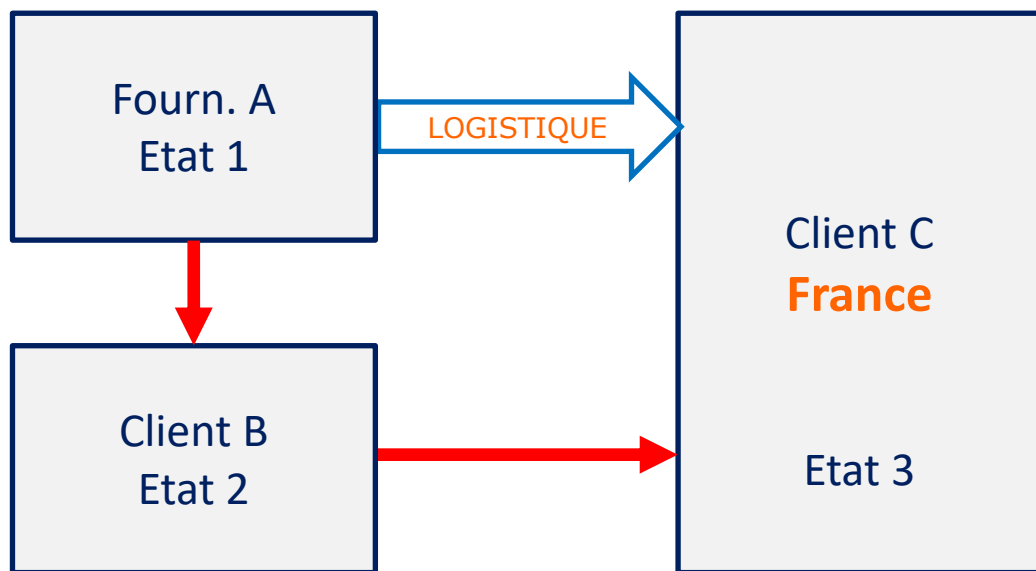 Fourn. A
Etat 1
LOGISTIQUE
Client C
France
Etat 3
Client B
Etat 2